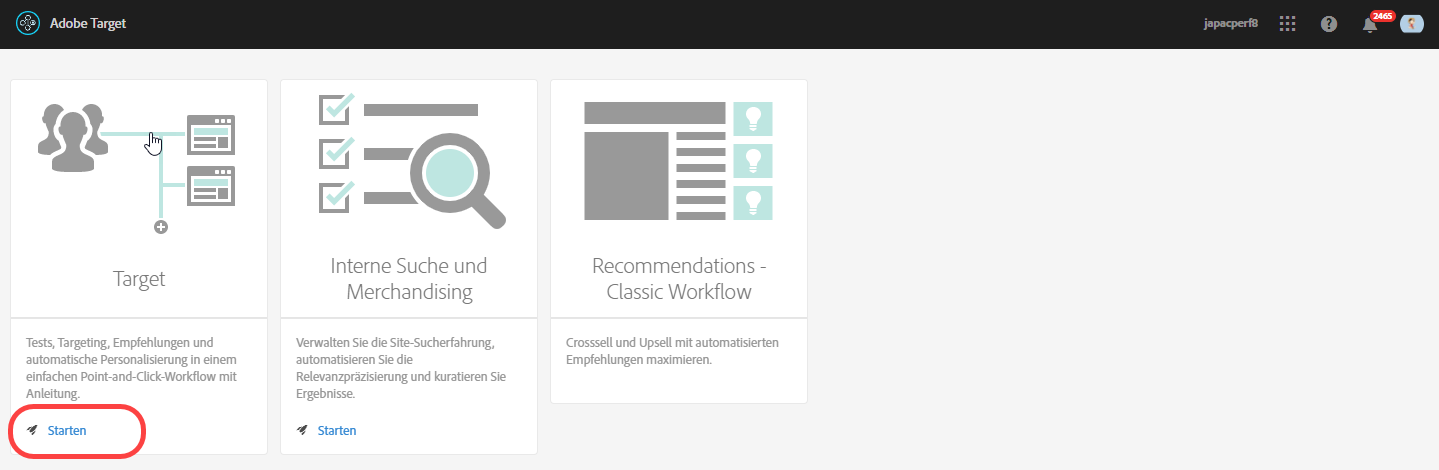 Adobe Target
japacperf8
2465
Target
Tests, Targeting, Empfehlungen und
automatische Personalisierung in einem
einfachen Point-and-Click-Workflow mit
Anleitung.
Starten
Interne Suche und
Merchandising
Verwalten Sie die Site-Sucherfahrung,
automatisieren Sie die
Relevanzpräzisierung und kuratieren Sie
Ergebnisse.
Starten
Recommendations -
Classic Workflow
Crosssell und Upsell mit automatisierten
Empfehlungen maximieren.